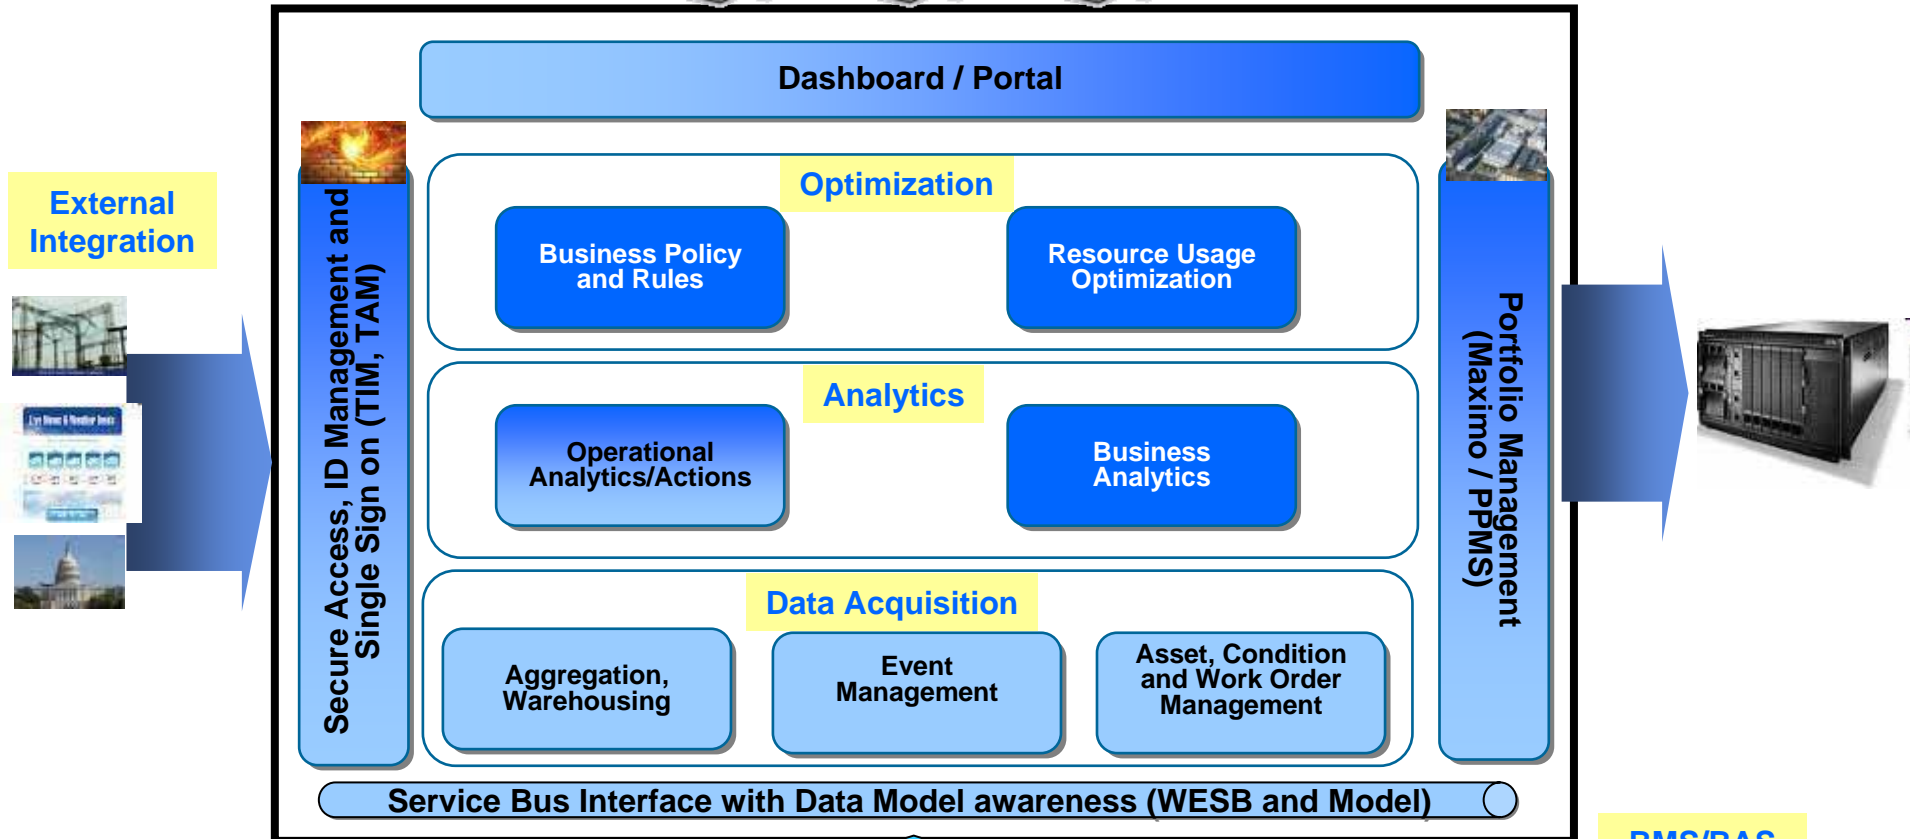 Dashboard / Portal
External
Integration
Secure Access, ID Management and
Single Sign on (TIM, TAM)
Optimization
Business Policy
and Rules
Resource Usage
Optimization
Analytics
Operational
Analytics/Actions
Business
Analytics
Data Acquisition
Aggregation,
Warehousing
Event
Management
Asset, Condition
and Work Order
Management
Portfolio Management
(Maximo / PPMS)
Service Bus Interface with Data Model awareness (WESB and Model)